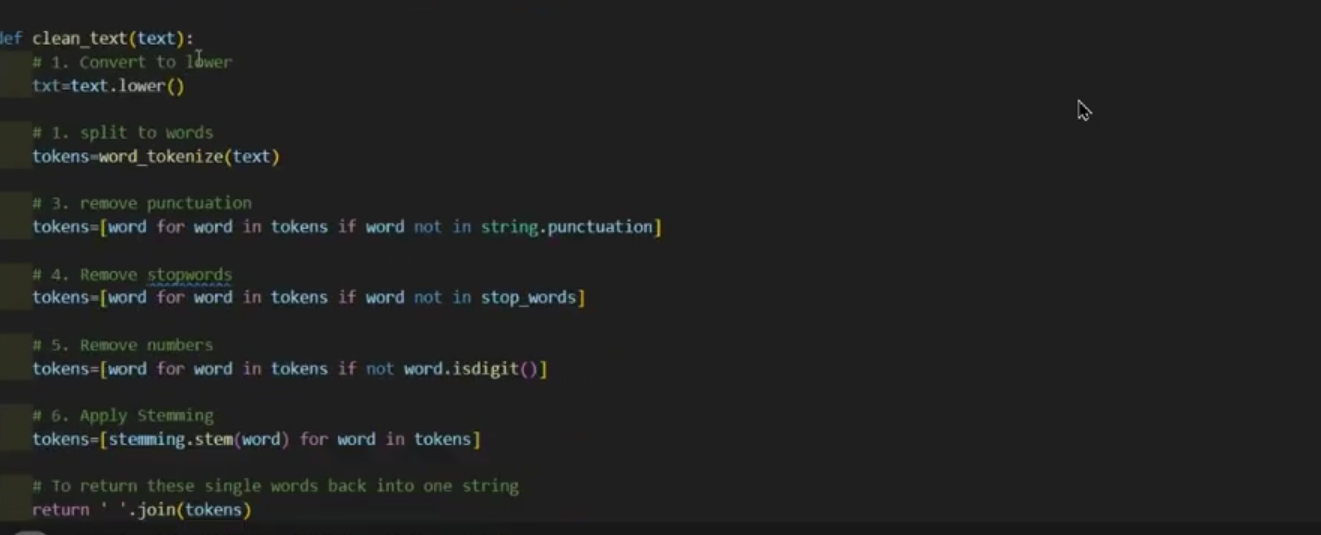 def clean_text(text):
# 1. Convert to lower
txt=text.lower()
# 1. split to words
tokens=word_tokenize(text)
# 3. remove punctuation
tokens=[word for word in tokens if word not in string.punctuation]
# 4. Remove stopwords
tokens=[word for word in tokens if word not in stop_words]
# 5. Remove numbers
tokens=[word for word in tokens if not word.isdigit()]
# 6. Apply Stemming
tokens=[stemming.stem(word) for word in tokens]
# To return these single words back into one string
return ' '.join(tokens)